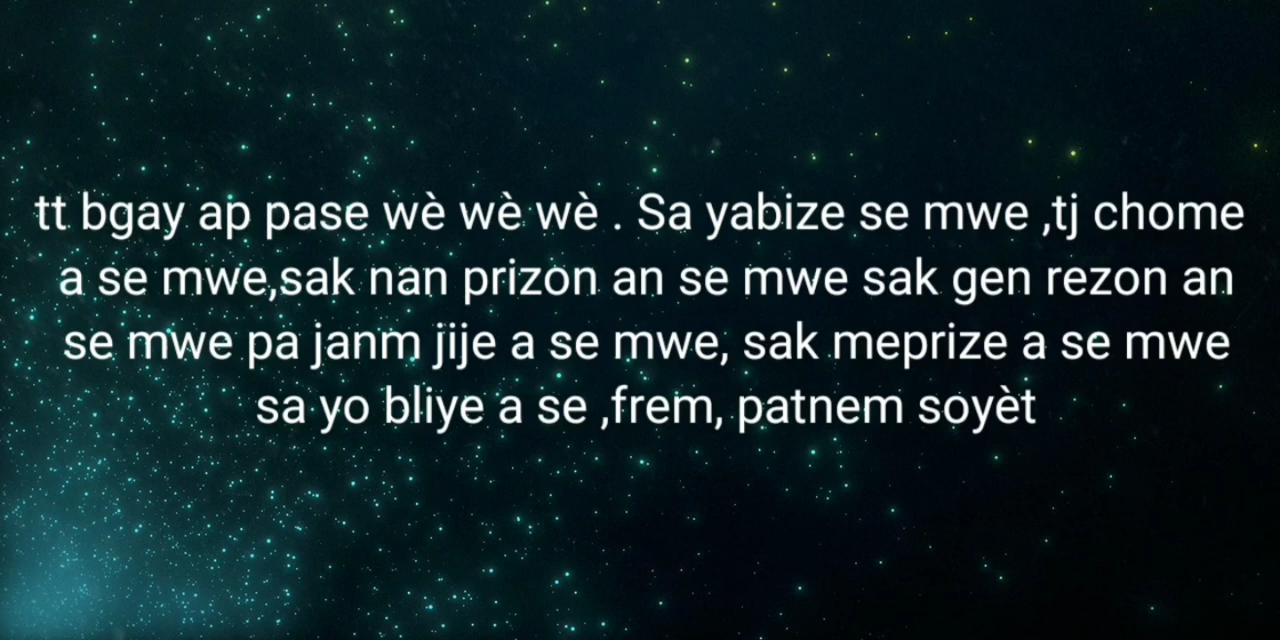 tt bgay ap pase wè wè wè . Sa yabize se mwe ,tj chome
a se mwe,sak nan prizon an se mwe sak gen rezon an
se mwe pa janm jije a se mwe, sak meprize a se mwe
sa yo bliye a se ,frem, patnem soyèt